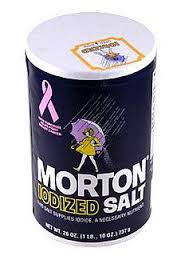 MORTON
IODIZED SALT
THIS SALT SUPPLIES IODIDE, A NECESSARY NUTRIENT
NET WT. 26 OZ. (1 LB., 10 OZ.) 737g